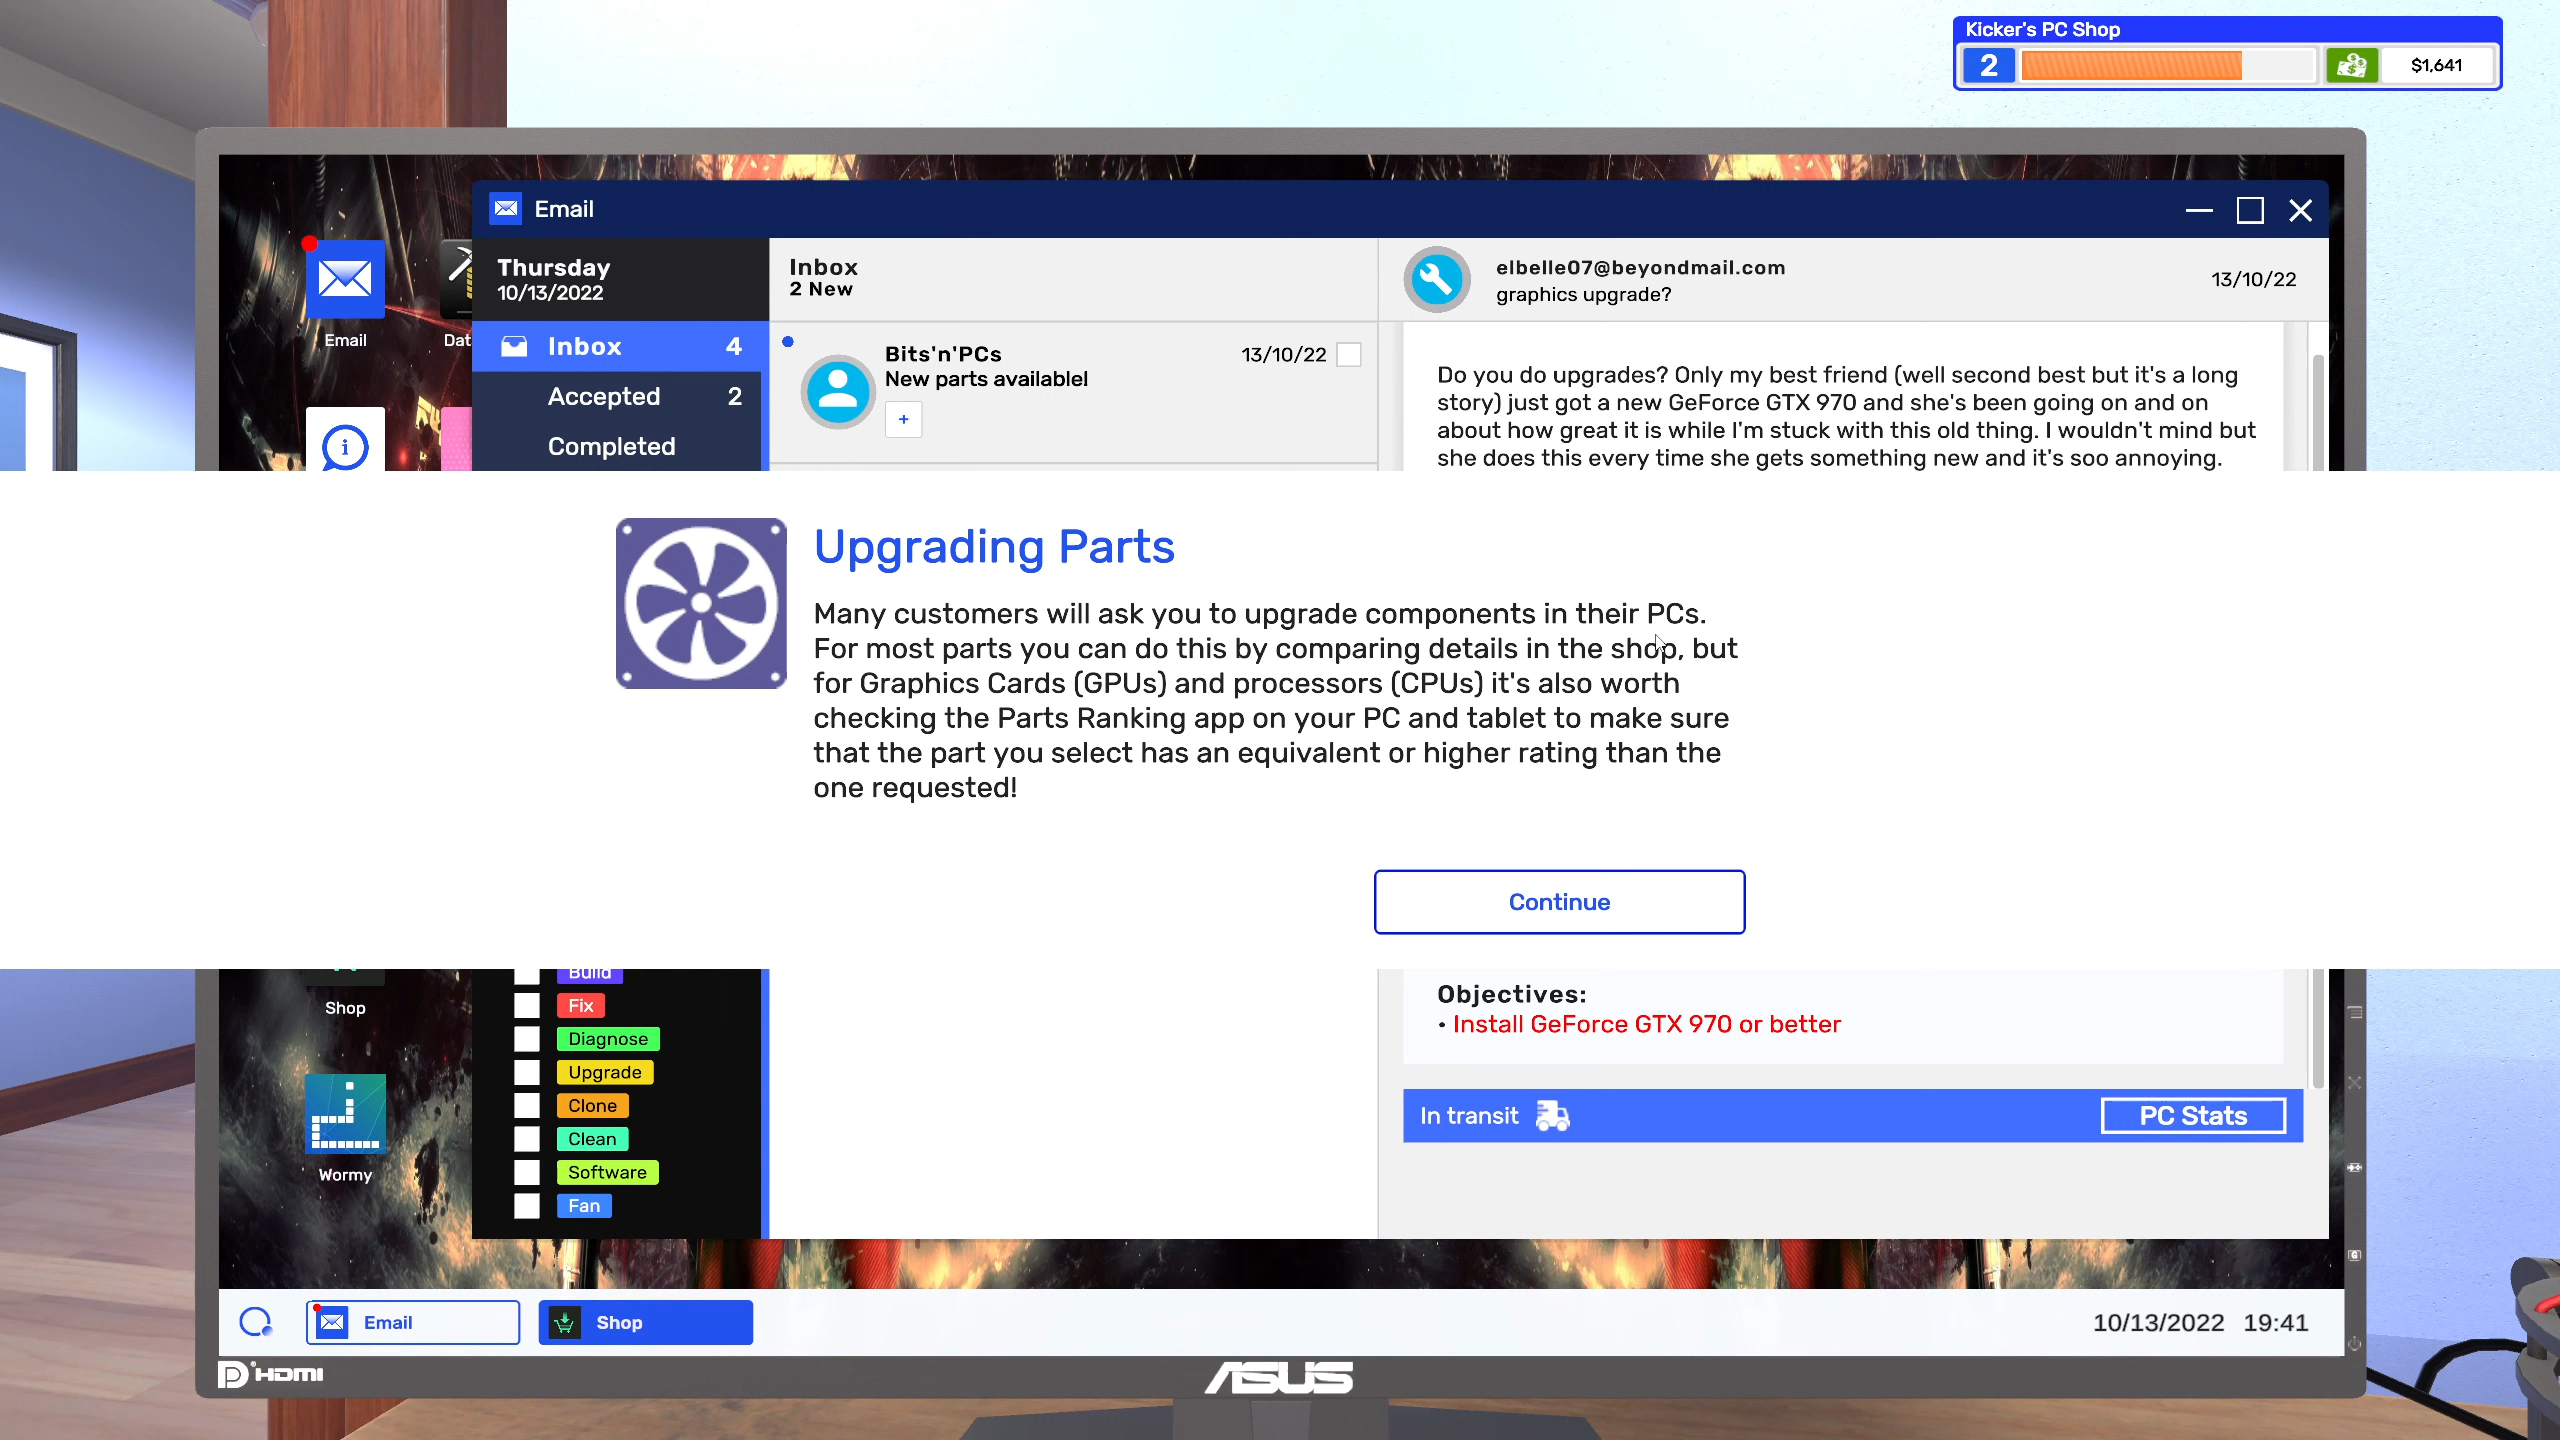 Kicker's PC Shop
2
$1,641
Email
Email
Dat
Thursday
10/13/2022
Inbox 4
Accepted 2
Completed
Inbox
2 New
Bits'n'PCs
New parts available!
13/10/22
+
elbelle07@beyondmail.com
graphics upgrade?
13/10/22
Do you do upgrades? Only my best friend (well second best but it's a long
story) just got a new GeForce GTX 970 and she's been going on and on
about how great it is while I'm stuck with this old thing. I wouldn't mind but
she does this every time she gets something new and it's soo annoying.
Upgrading Parts
Many customers will ask you to upgrade components in their PCs.
For most parts you can do this by comparing details in the shop, but
for Graphics Cards (GPUs) and processors (CPUs) it's also worth
checking the Parts Ranking app on your PC and tablet to make sure
that the part you select has an equivalent or higher rating than the
one requested!
Continue
Shop
Wormy
Build
Fix
Diagnose
Upgrade
Clone
Clean
Software
Fan
Objectives:
• Install GeForce GTX 970 or better
In transit
PC Stats
Email
Shop
10/13/2022 19:41
HDMI
ASUS